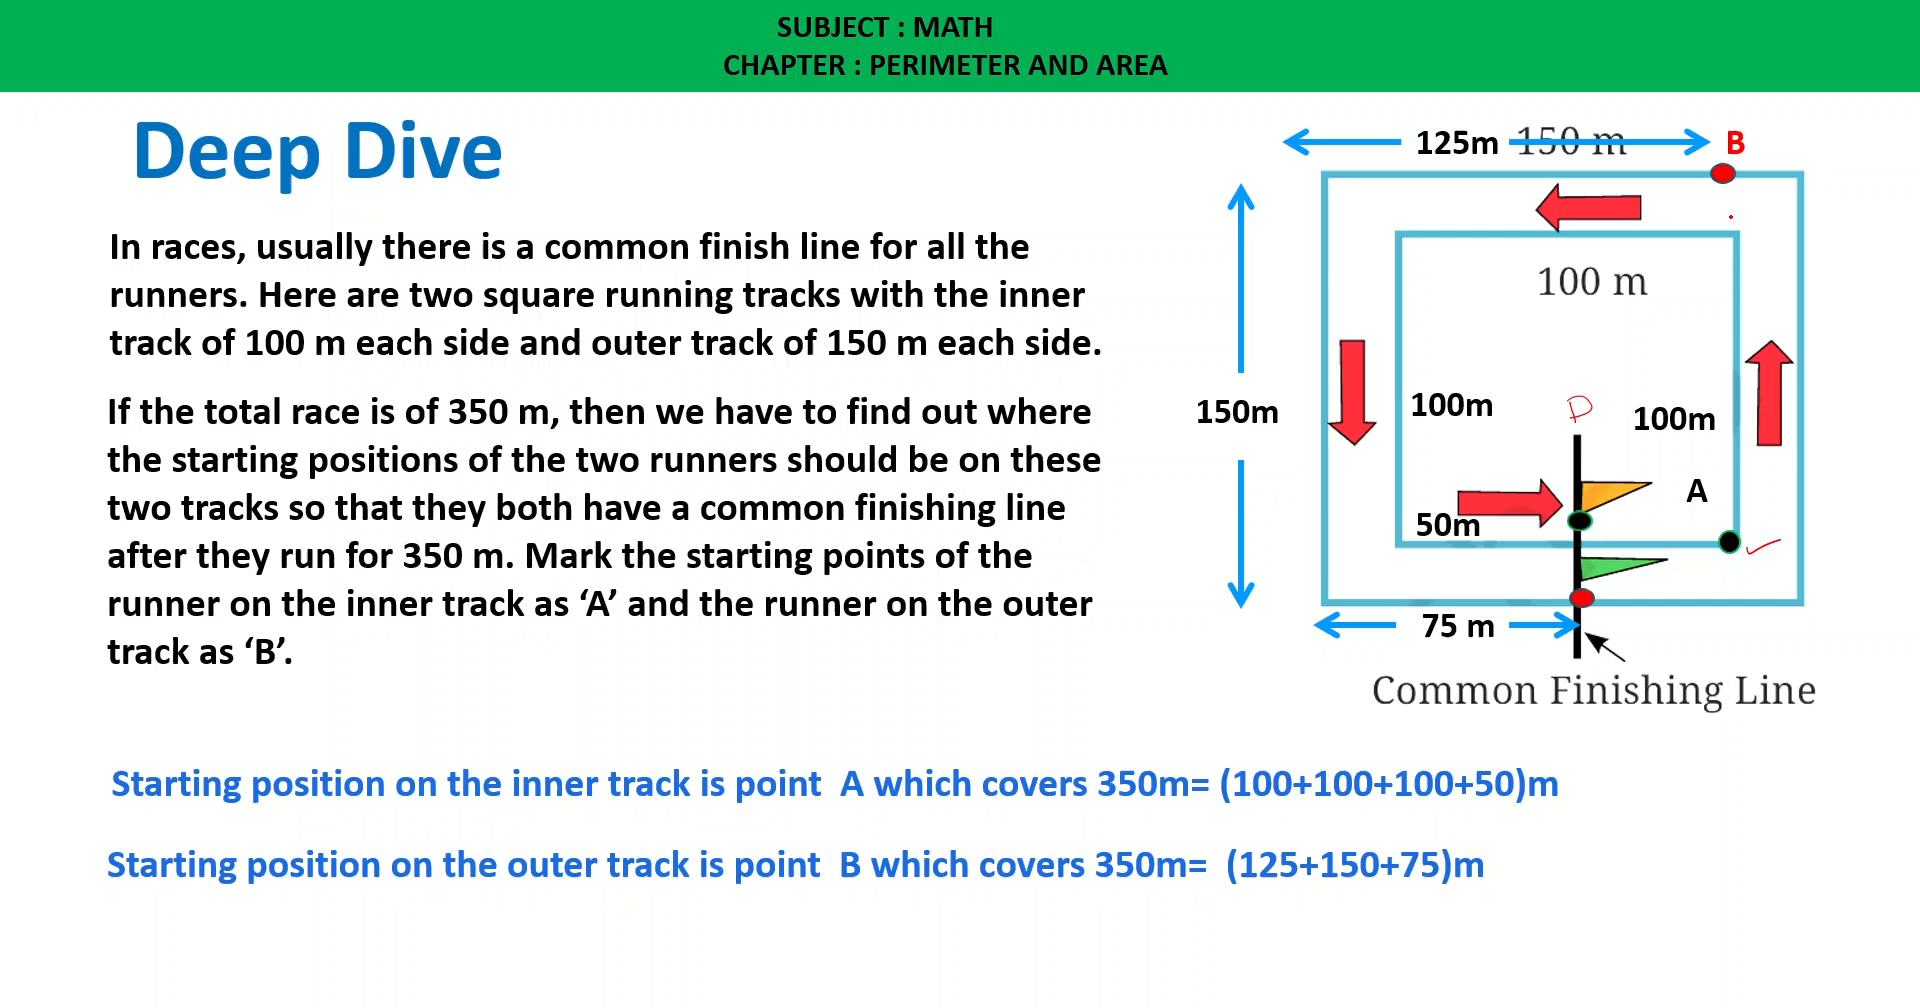 SUBJECT : MATH
CHAPTER : PERIMETER AND AREA
Deep Dive
In races, usually there is a common finish line for all the
runners. Here are two square running tracks with the inner
track of 100 m each side and outer track of 150 m each side.
If the total race is of 350 m, then we have to find out where
the starting positions of the two runners should be on these
two tracks so that they both have a common finishing line
after they run for 350 m. Mark the starting points of the
runner on the inner track as ‘A’ and the runner on the outer
track as ‘B’.
125m 150 m B
100 m
150m
100m
P
100m
A
50m
75 m
Common Finishing Line
Starting position on the inner track is point A which covers 350m= (100+100+100+50)m
Starting position on the outer track is point B which covers 350m= (125+150+75)m